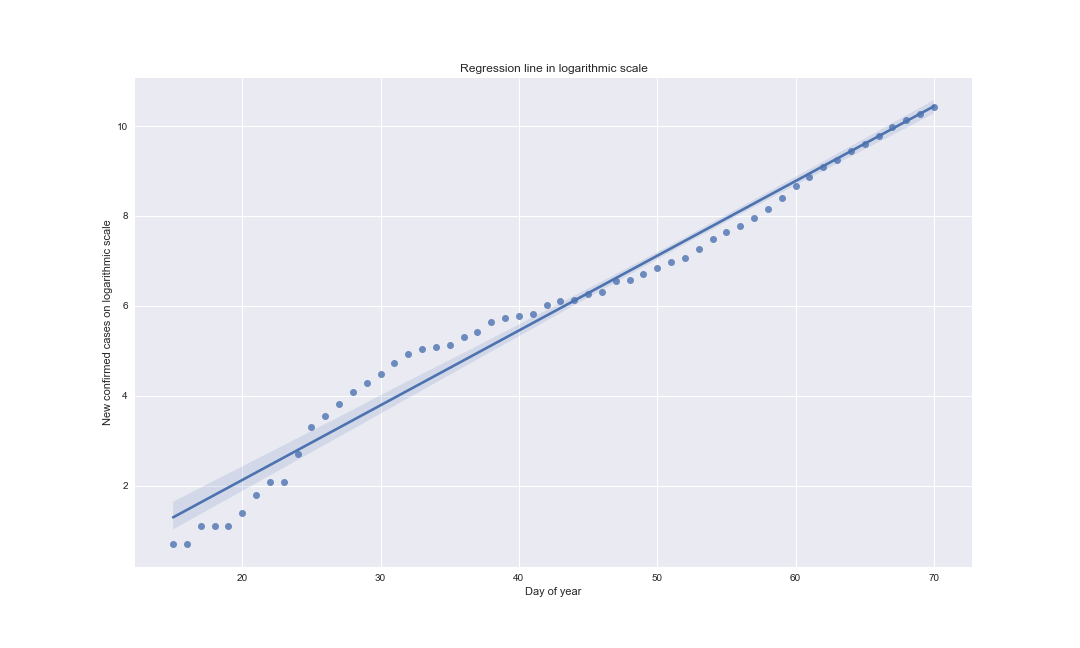 Regression line in logarithmic scale
10
8
6
4
2
New confirmed cases on logarithmic scale
20 30 40 50 60 70
Day of year